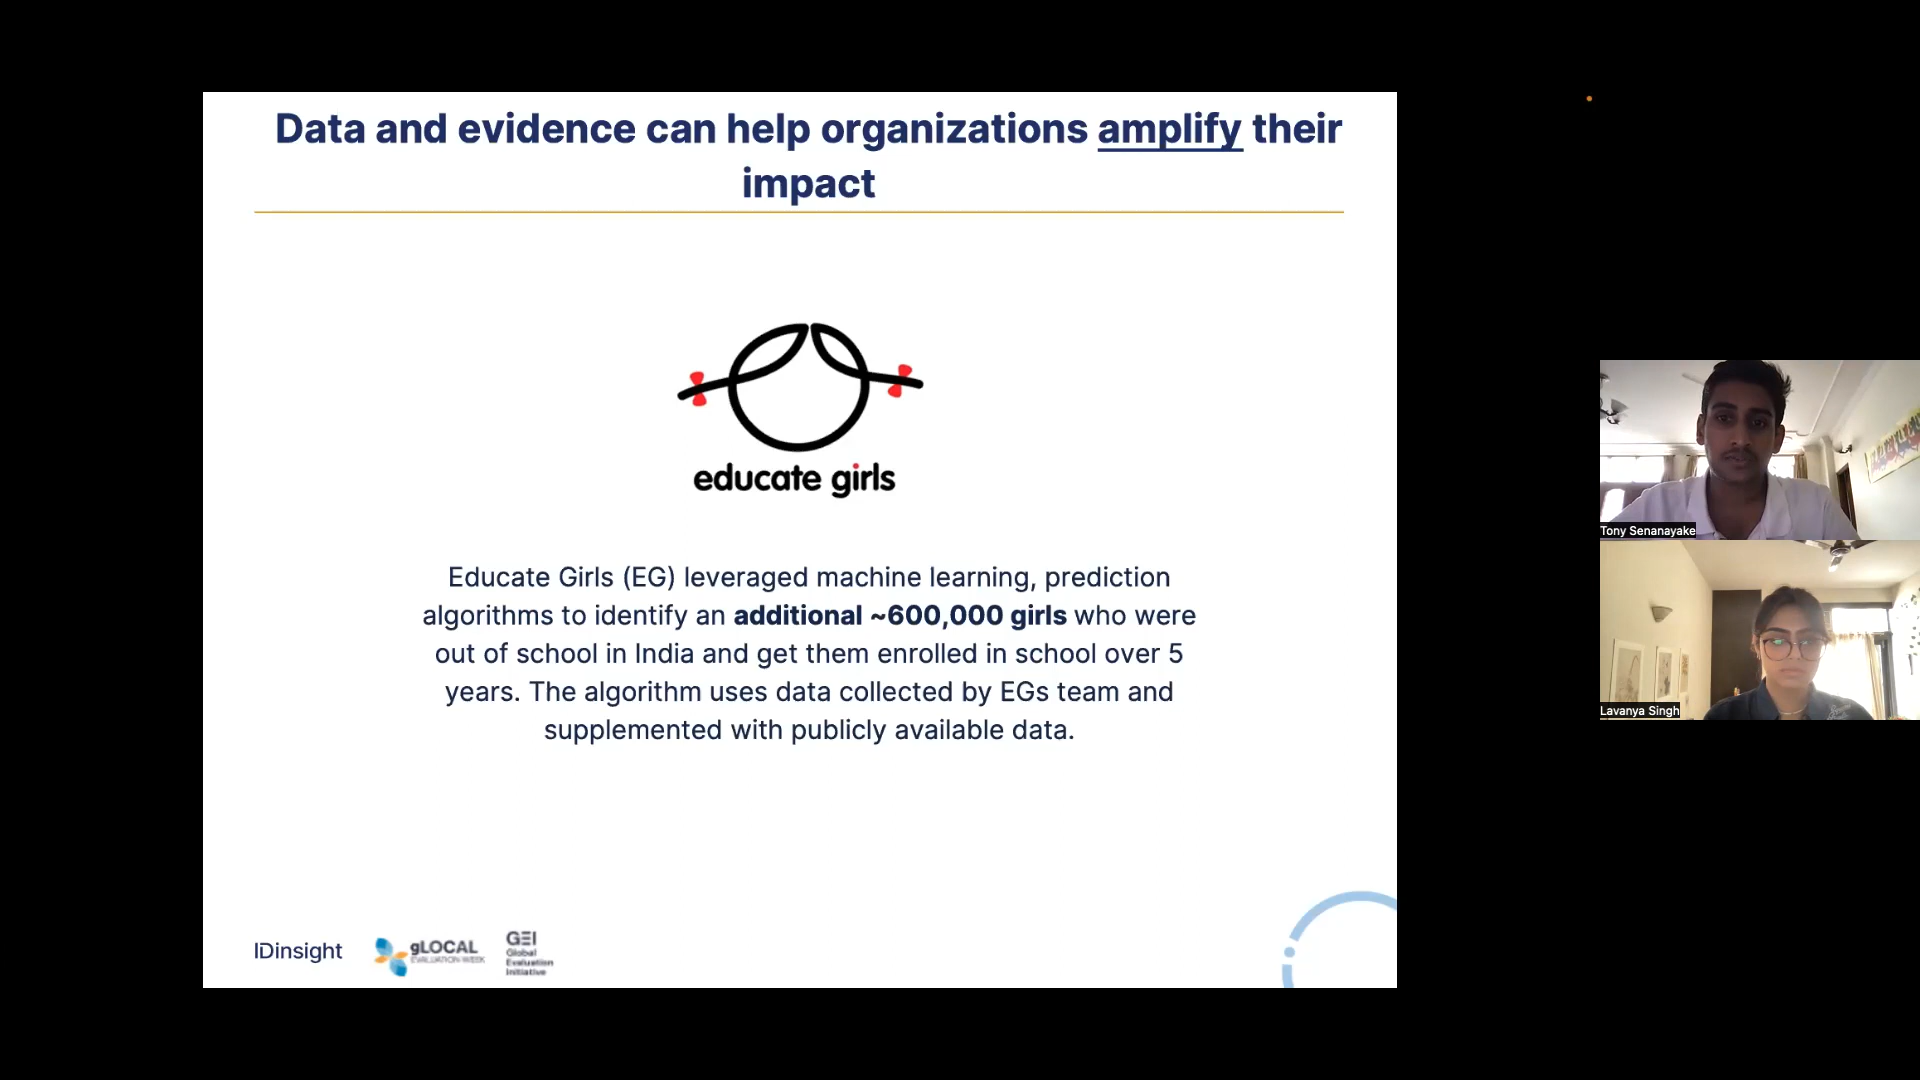 Data and evidence can help organizations amplify their
impact
educate girls
Educate Girls (EG) leveraged machine learning, prediction
algorithms to identify an additional ~600,000 girls who were
out of school in India and get them enrolled in school over 5
years. The algorithm uses data collected by EGs team and
supplemented with publicly available data.
IDinsight
gLOCAL
EVALUATION WEEK
GEI
Global
Evaluation
Initiative
Tony Senanayake
Lavanya Singh